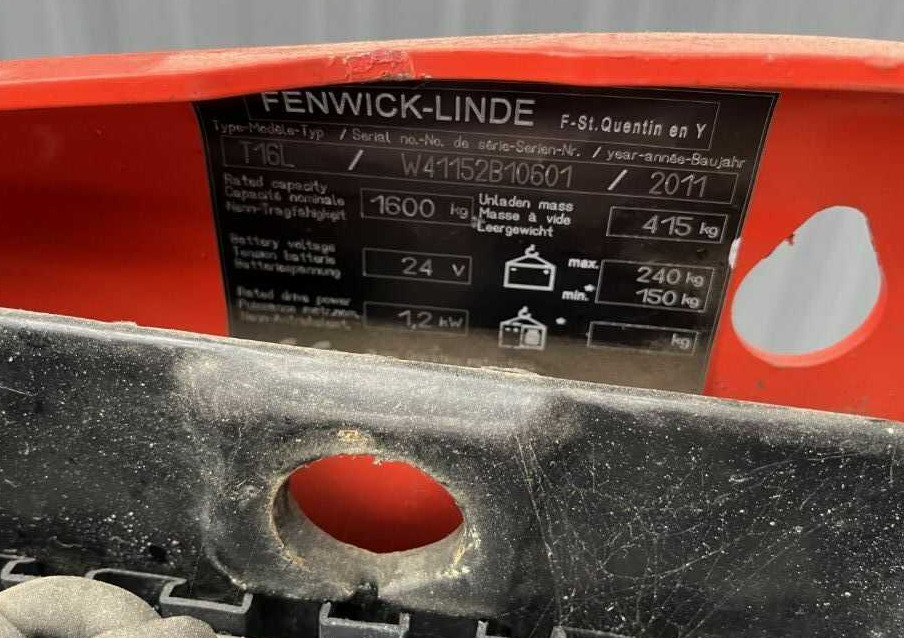 FENWICK-LINDE F-St.Quentin en Y
Type-Modèle-Typ / Serial no.-No. de série-Serien-Nr. / year-année-Baujahr
T16L / W41152B10601 / 2011
Rated capacity
Capacité nominale
Nenn-Tragfähigkeit
1600 kg
Unladen mass
Masse à vide
Leergewicht
415 kg
Battery voltage
Tension batterie
Batteriespannung
24 V
max. 240 kg
min.* 150 kg
Rated drive power
1,2 kW
* kg